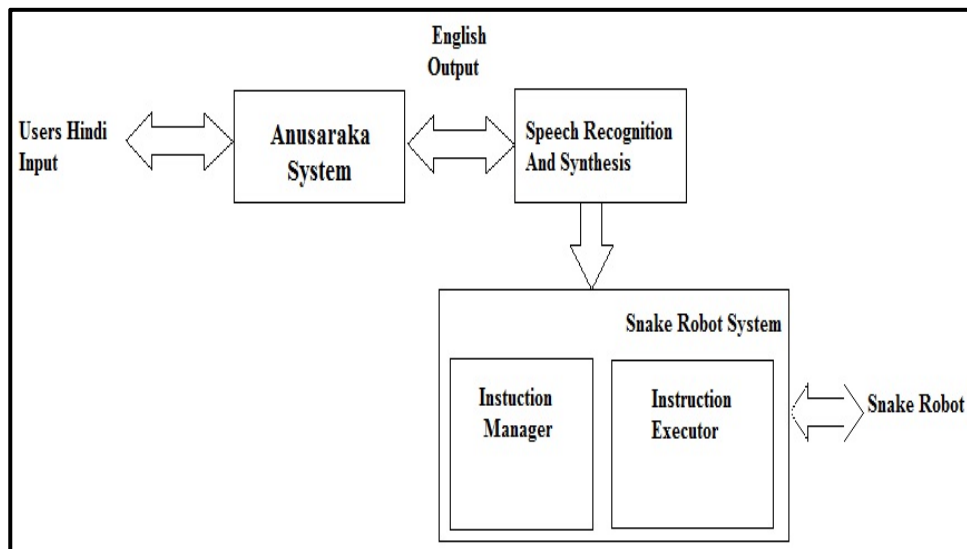 English
Output
Users Hindi
Input
Anusaraka
System
Speech Recognition
And Synthesis
Snake Robot System
Instuction
Manager
Instruction
Executor
Snake Robot